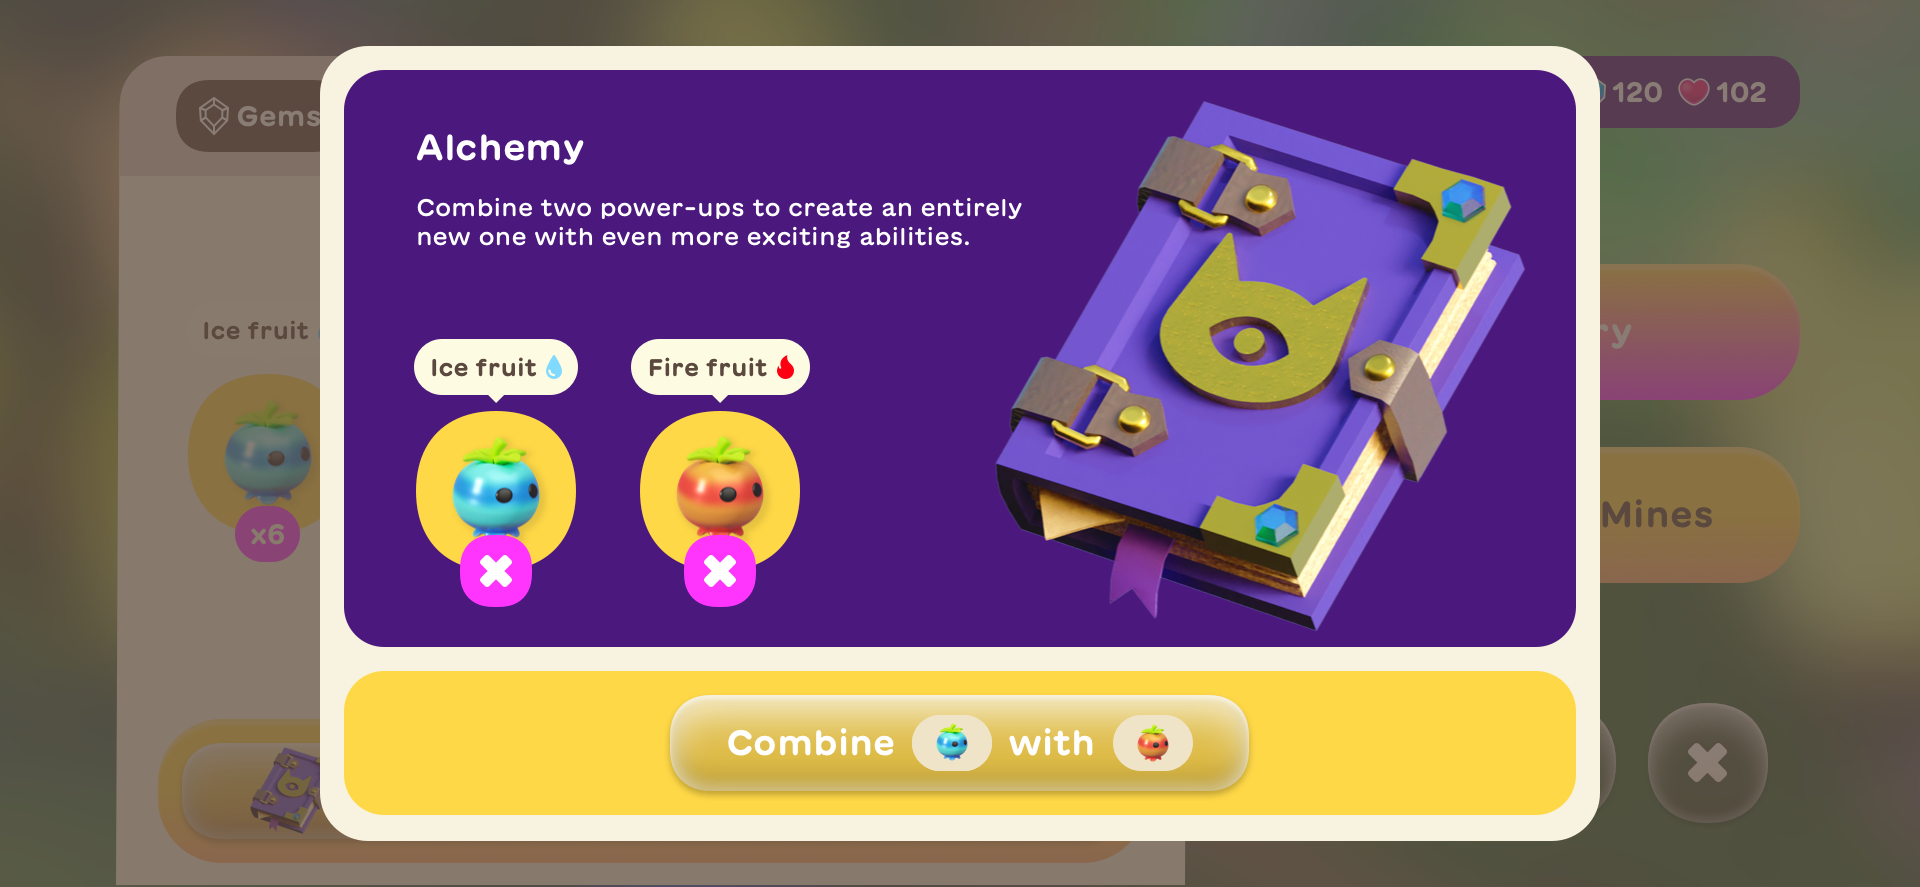 Gems
120
102
Alchemy
Combine two power-ups to create an entirely
new one with even more exciting abilities.
Ice fruit
Ice fruit
Fire fruit
x6
Mines
Combine with